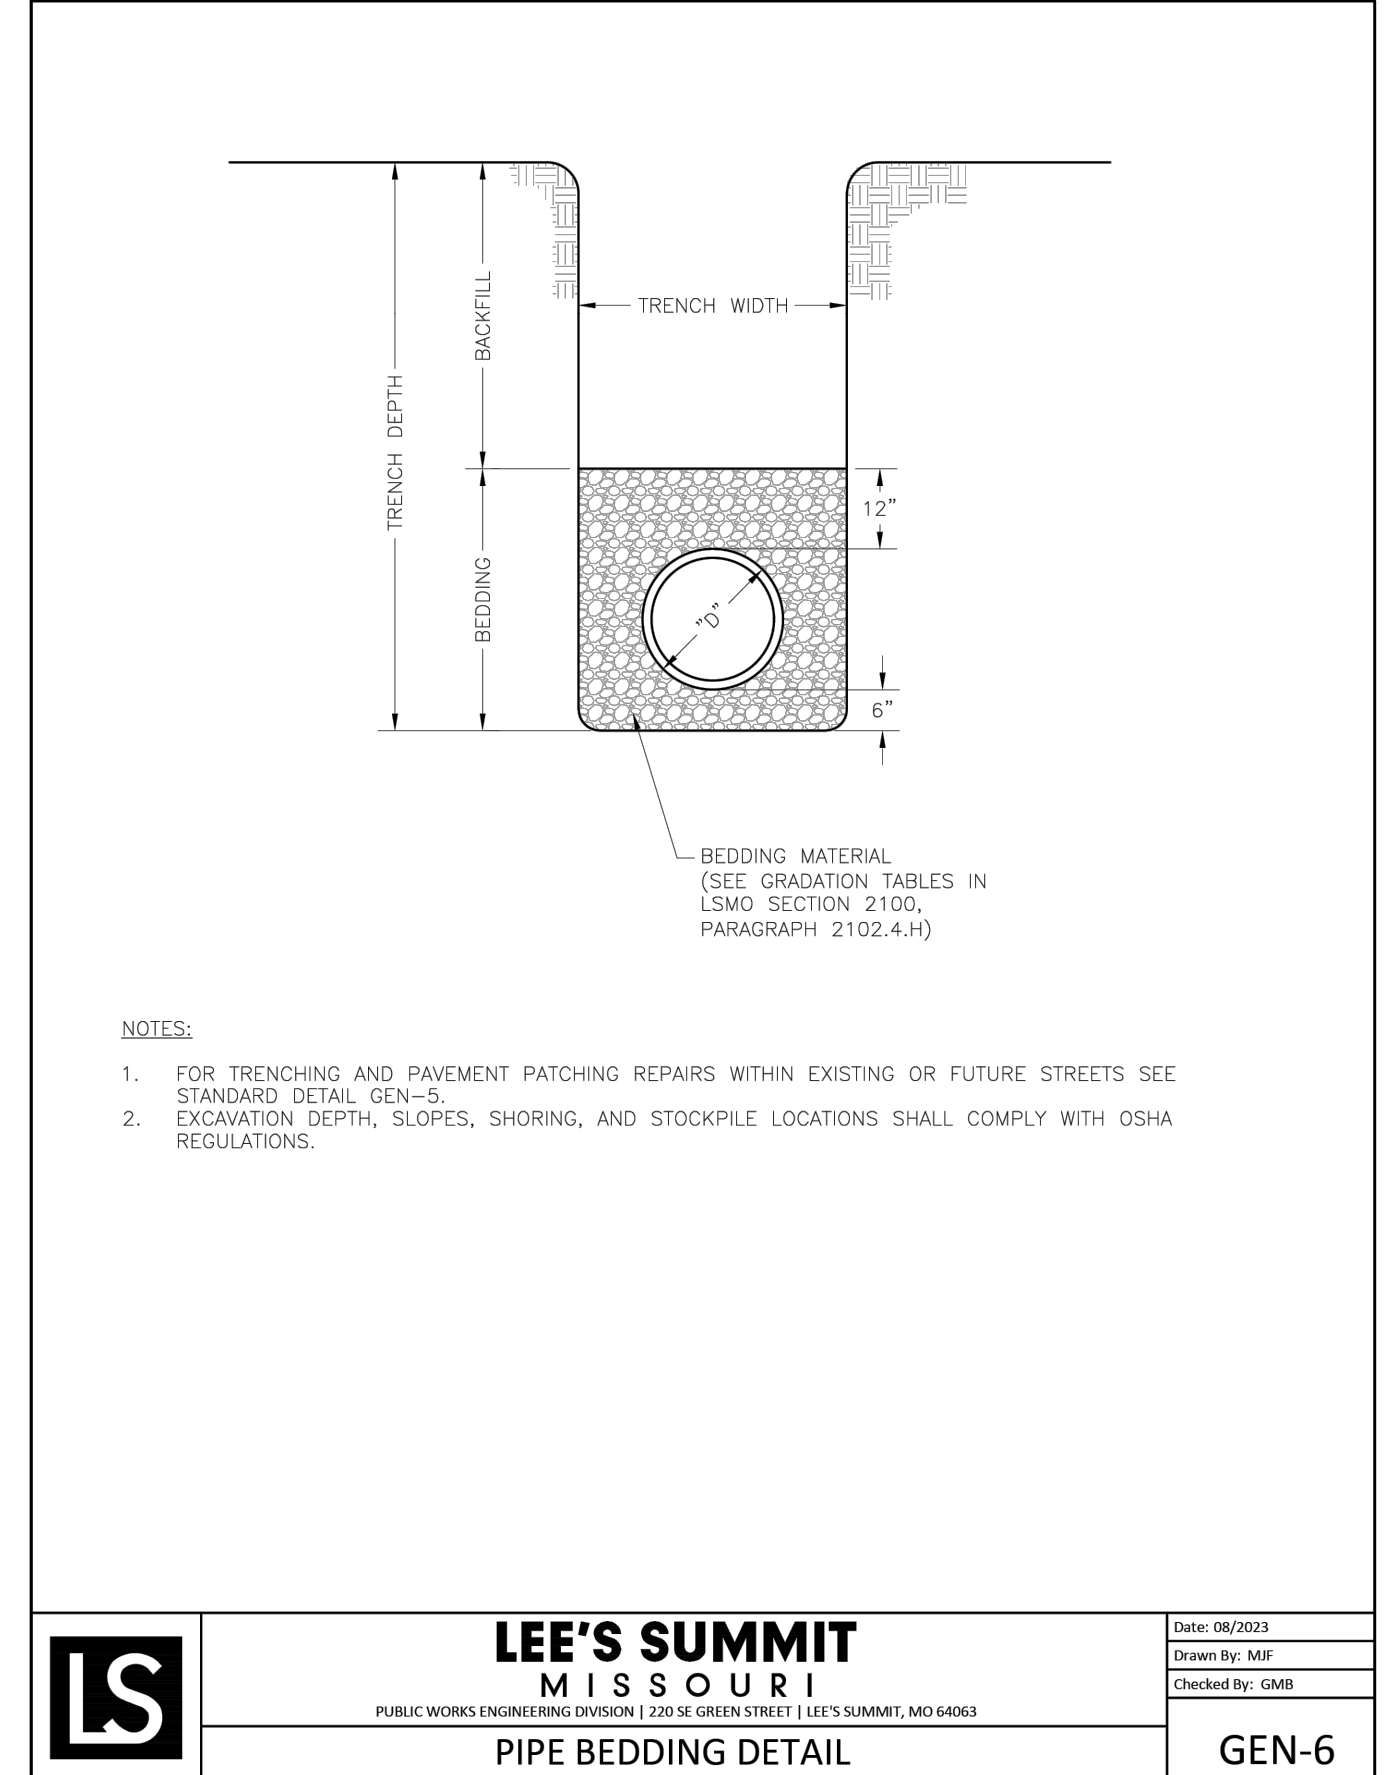 TRENCH DEPTH
BACKFILL
TRENCH WIDTH
BEDDING
12”
”D”
6”
BEDDING MATERIAL
(SEE GRADATION TABLES IN
LSMO SECTION 2100,
PARAGRAPH 2102.4.H)
NOTES:
1. FOR TRENCHING AND PAVEMENT PATCHING REPAIRS WITHIN EXISTING OR FUTURE STREETS SEE
STANDARD DETAIL GEN–5.
2. EXCAVATION DEPTH, SLOPES, SHORING, AND STOCKPILE LOCATIONS SHALL COMPLY WITH OSHA
REGULATIONS.
LS
LEE’S SUMMIT
MISSOURI
PUBLIC WORKS ENGINEERING DIVISION | 220 SE GREEN STREET | LEE'S SUMMIT, MO 64063
PIPE BEDDING DETAIL
Date: 08/2023
Drawn By: MJF
Checked By: GMB
GEN-6